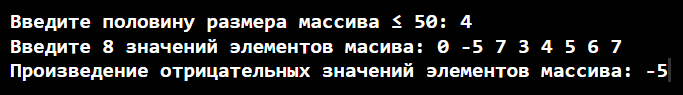 Введите половину размера массива ≤ 50: 4
Введите 8 значений элементов масива: 0 -5 7 3 4 5 6 7
Произведение отрицательных значений элементов массива: -5